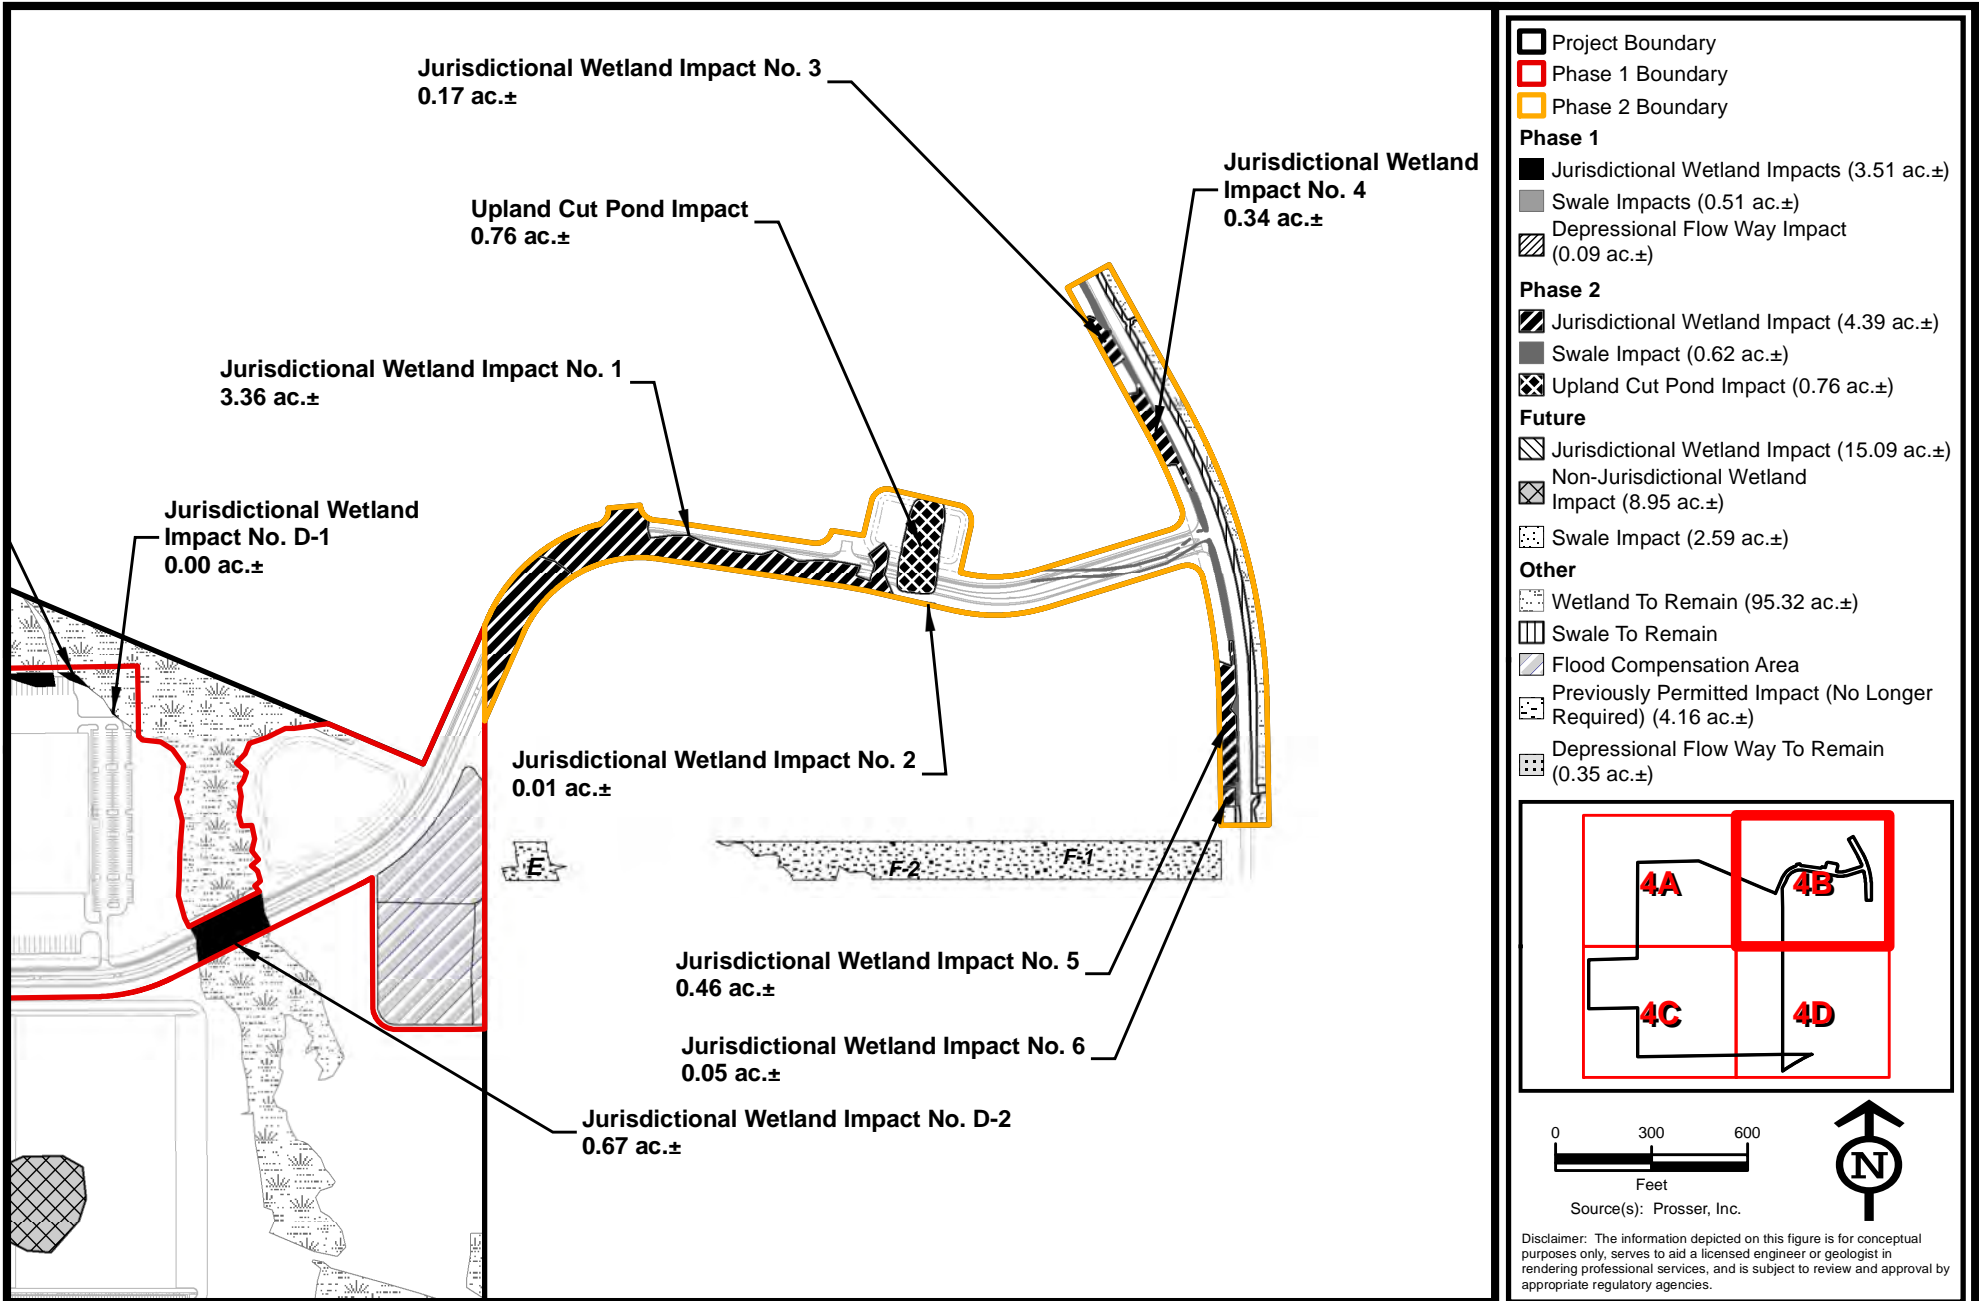 Jurisdictional Wetland Impact No. 3
0.17 ac.±
Jurisdictional Wetland
Impact No. 4
0.34 ac.±
Upland Cut Pond Impact
0.76 ac.±
Jurisdictional Wetland Impact No. 1
3.36 ac.±
Jurisdictional Wetland
Impact No. D-1
0.00 ac.±
Jurisdictional Wetland Impact No. 2
0.01 ac.±
E
F-2
F-1
Jurisdictional Wetland Impact No. 5
0.46 ac.±
Jurisdictional Wetland Impact No. 6
0.05 ac.±
Jurisdictional Wetland Impact No. D-2
0.67 ac.±
Project Boundary
Phase 1 Boundary
Phase 2 Boundary
Phase 1
Jurisdictional Wetland Impacts (3.51 ac.±)
Swale Impacts (0.51 ac.±)
Depressional Flow Way Impact
(0.09 ac.±)
Phase 2
Jurisdictional Wetland Impact (4.39 ac.±)
Swale Impact (0.62 ac.±)
Upland Cut Pond Impact (0.76 ac.±)
Future
Jurisdictional Wetland Impact (15.09 ac.±)
Non-Jurisdictional Wetland
Impact (8.95 ac.±)
Swale Impact (2.59 ac.±)
Other
Wetland To Remain (95.32 ac.±)
Swale To Remain
Flood Compensation Area
Previously Permitted Impact (No Longer
Required) (4.16 ac.±)
Depressional Flow Way To Remain
(0.35 ac.±)
4A
4B
4C
4D
0 300 600
Feet
N
Source(s): Prosser, Inc.
Disclaimer: The information depicted on this figure is for conceptual
purposes only, serves to aid a licensed engineer or geologist in
rendering professional services, and is subject to review and approval by
appropriate regulatory agencies.